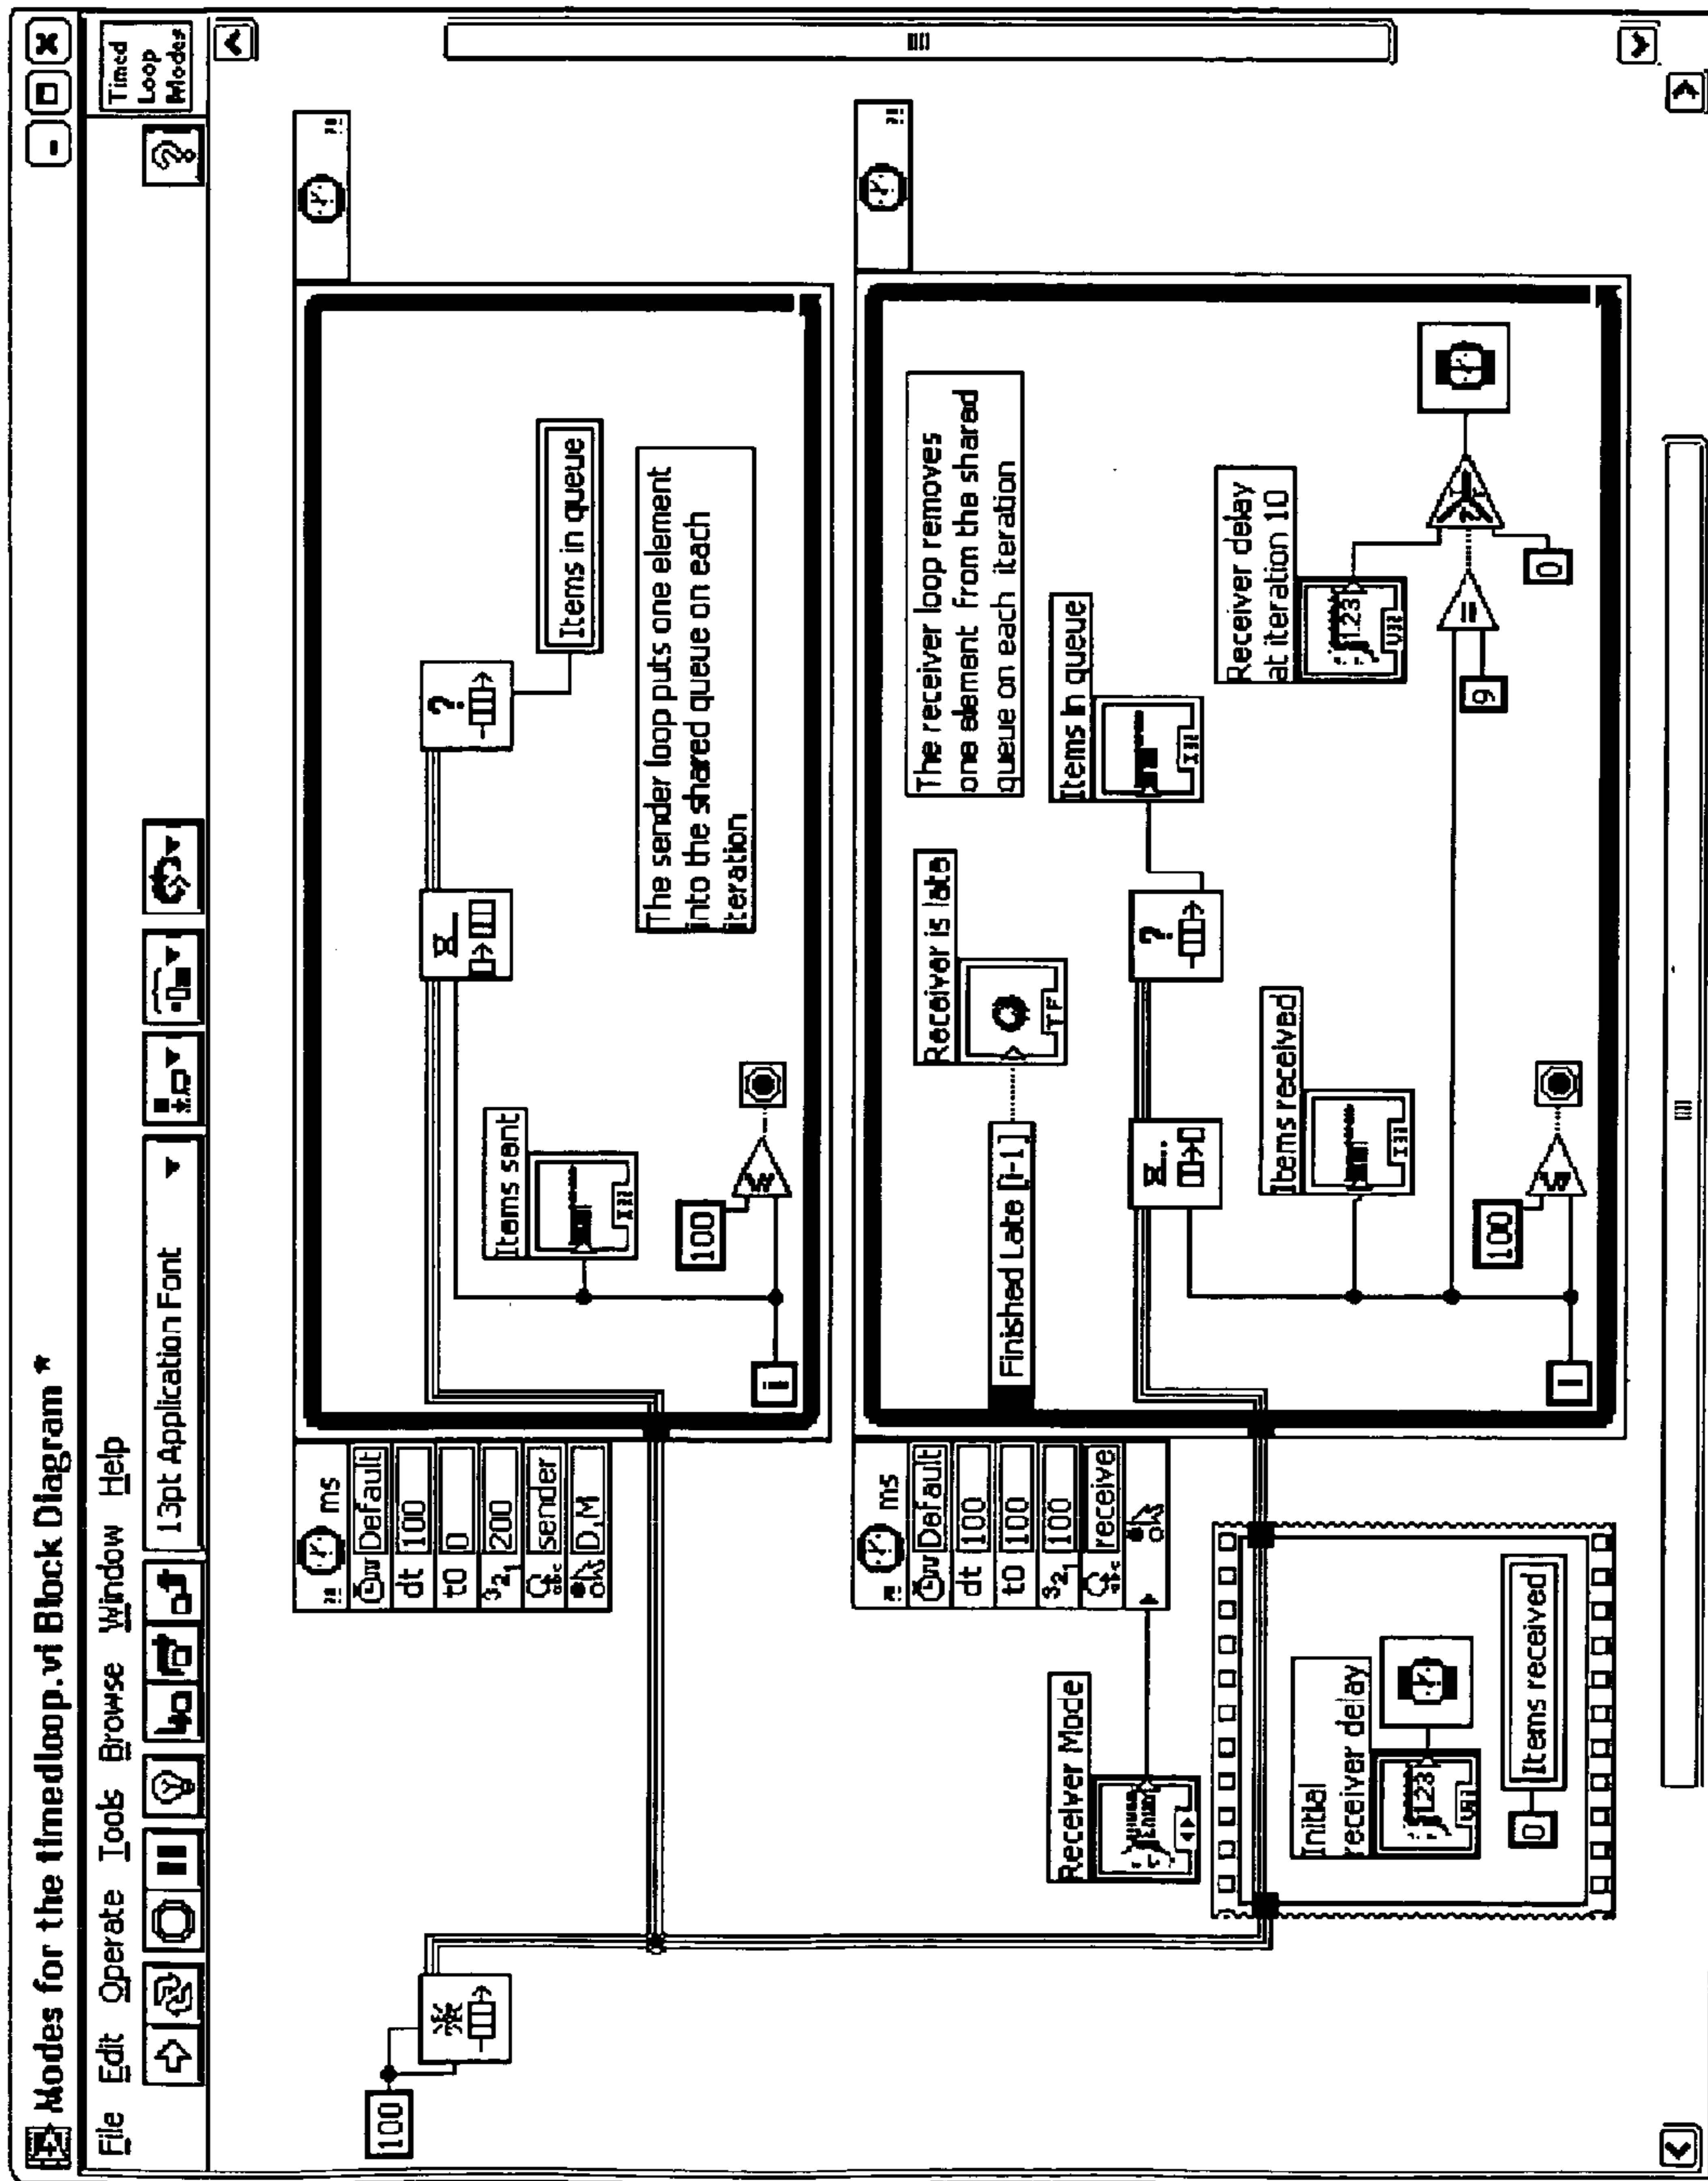 Modes for the timedloop.vi Block Diagram *
File Edit Operate Tools Browse Window Help
13pt Application Font
Timed
Loop
Modes
100
ms
Default
dt 100
t0 0
200
sender
D,M
Items sent
100
i
Items in queue
The sender loop puts one element
into the shared queue on each
iteration
Receiver Mode
ms
Default
dt 100
t0 100
100
receive
Finished Late [i-1]
Receiver is late
TF
The receiver loop removes
one element from the shared
queue on each iteration
Items in queue
Items received
Receiver delay
at iteration 10
123
9
0
100
Initial
receiver delay
123
0
Items received